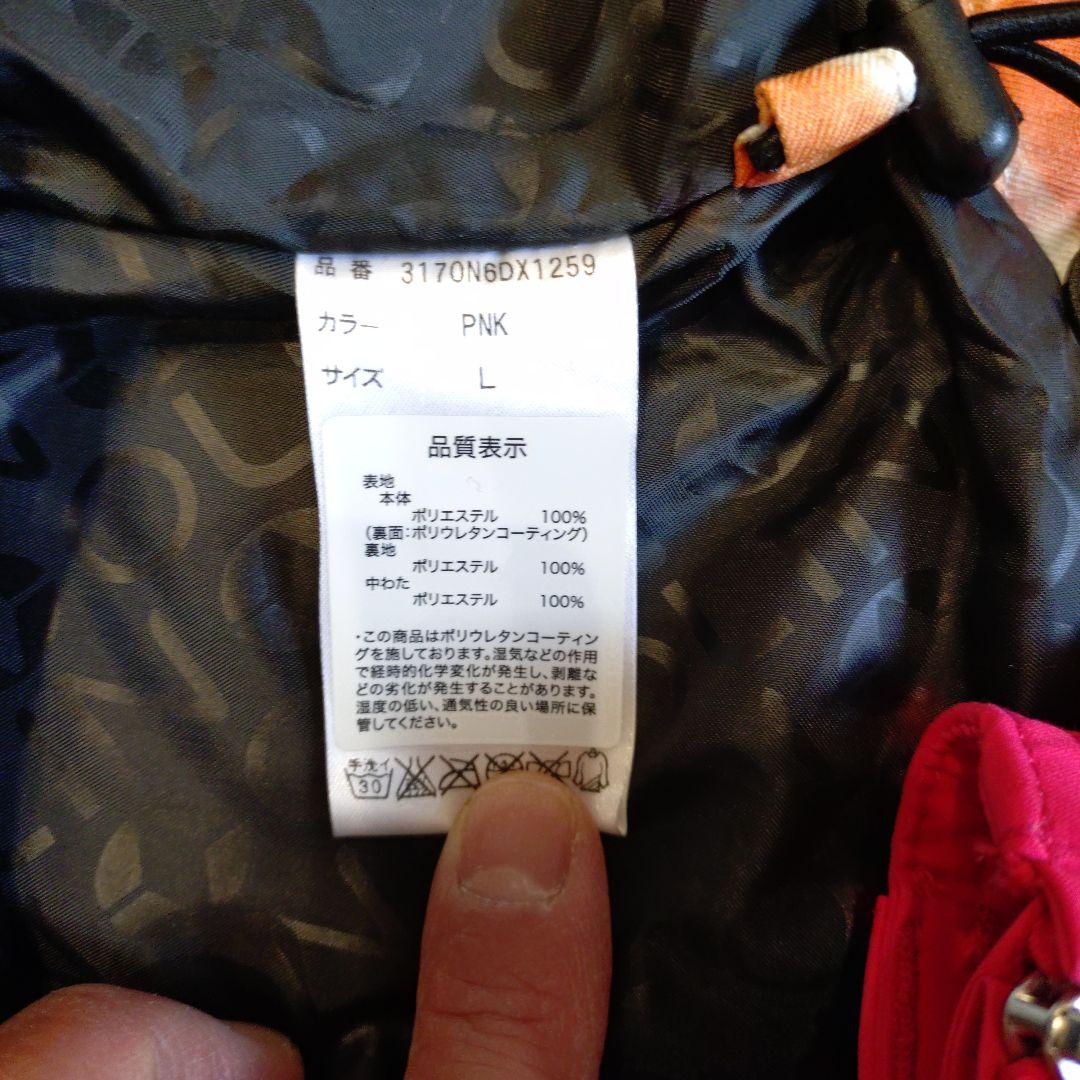 品番 3170N6DX1259
カラー PNK
サイズ L
品質表示
表地
本体
ポリエステル 100%
(裏面:ポリウレタンコーティング)
裏地
ポリエステル 100%
中わた
ポリエステル 100%
・この商品はポリウレタンコーティン
グを施しております。湿気などの作用
で経時的化学変化が発生し、剥離な
どの劣化が発生することがあります。
湿度の低い、通気性の良い場所に保
管してください。
手洗イ
30